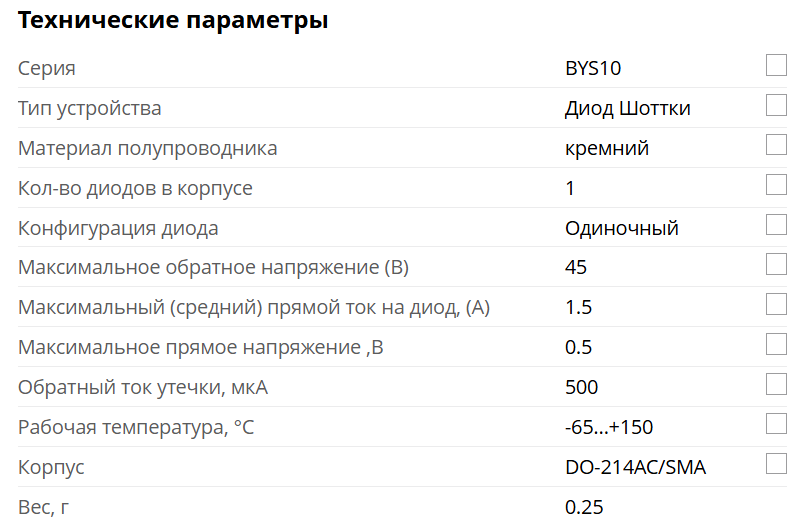 Технические параметры
Серия BYS10
Тип устройства Диод Шоттки
Материал полупроводника кремний
Кол-во диодов в корпусе 1
Конфигурация диода Одиночный
Максимальное обратное напряжение (В) 45
Максимальный (средний) прямой ток на диод, (А) 1.5
Максимальное прямое напряжение ,В 0.5
Обратный ток утечки, мкА 500
Рабочая температура, °C -65…+150
Корпус DO-214AC/SMA
Вес, г 0.25